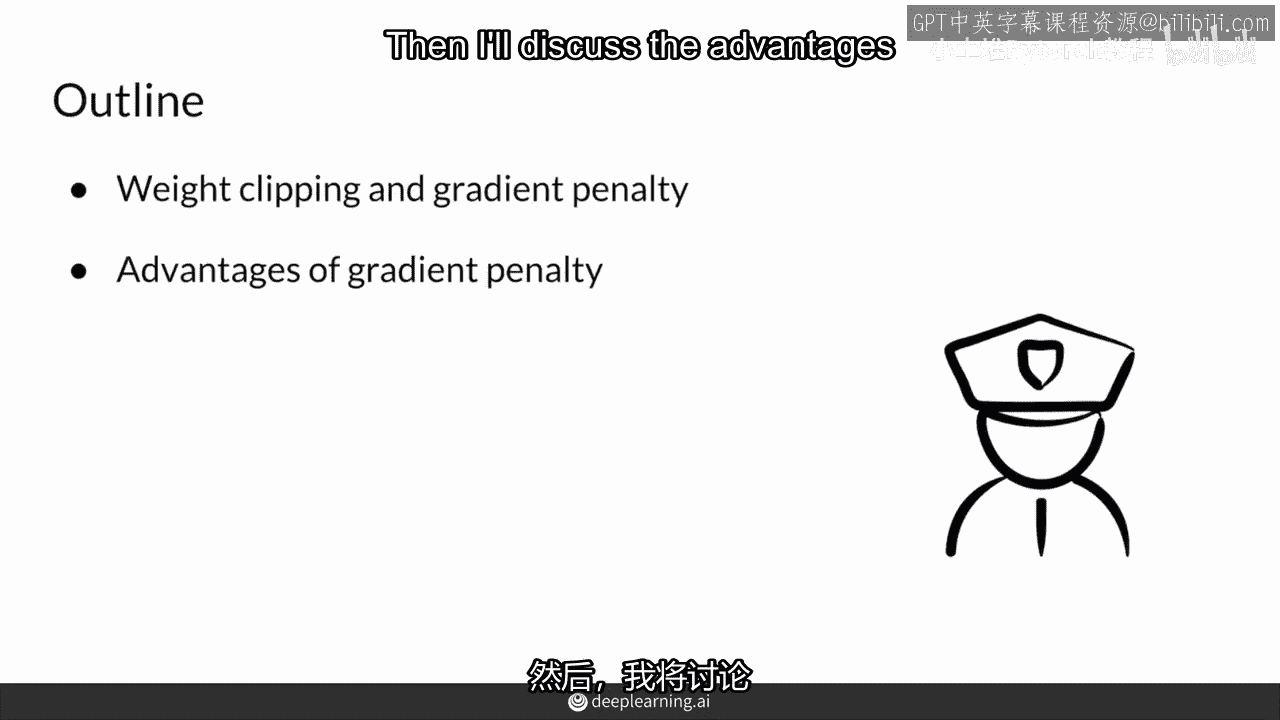 GPT中英字幕课程资源@bilibili.com
Then I'll discuss the advantages
bilibili
Outline
• Weight clipping and gradient penalty
• Advantages of gradient penalty
然后，我将讨论
deeplearning.ai